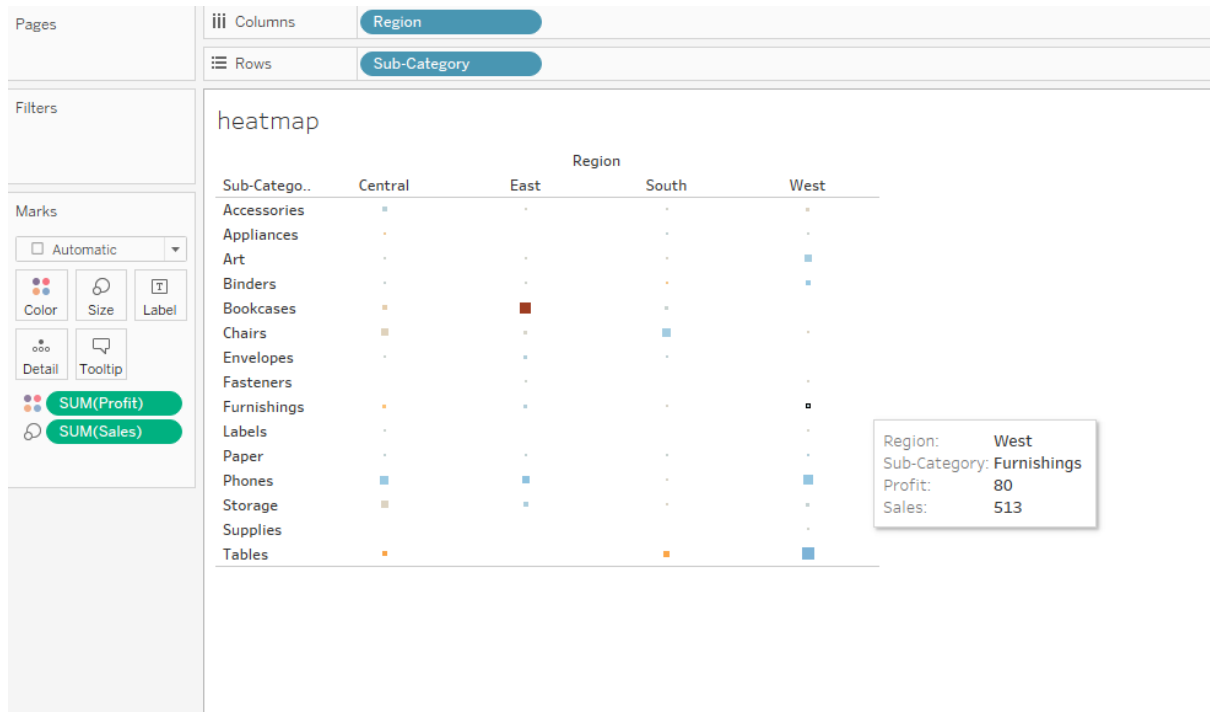 Pages
Columns Region
Rows Sub-Category
Filters
Marks
Automatic
Color Size T Label
Detail Tooltip
SUM(Profit)
SUM(Sales)
heatmap
Region
Sub-Catego.. Central East South West
Accessories
Appliances
Art
Binders
Bookcases
Chairs
Envelopes
Fasteners
Furnishings
Labels
Paper
Phones
Storage
Supplies
Tables
Region: West
Sub-Category: Furnishings
Profit: 80
Sales: 513